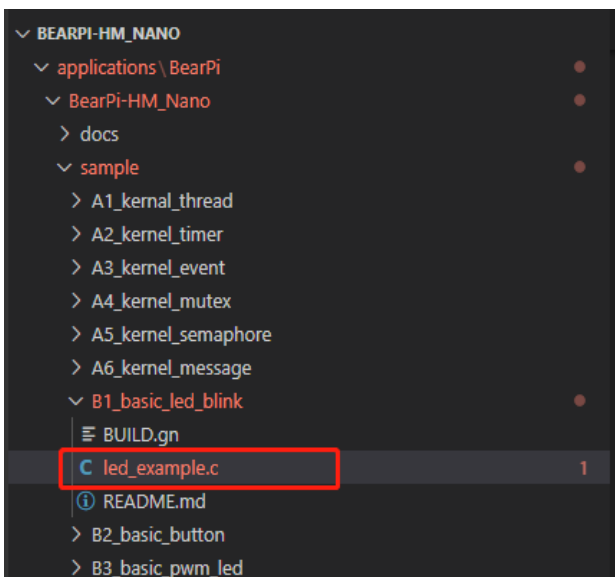 BEARPI-HM_NANO
applications\BearPi
BearPi-HM_Nano
docs
sample
A1_kernal_thread
A2_kernel_timer
A3_kernel_event
A4_kernel_mutex
A5_kernel_semaphore
A6_kernel_message
B1_basic_led_blink
BUILD.gn
C led_example.c 1
README.md
B2_basic_button
B3_basic_pwm_led